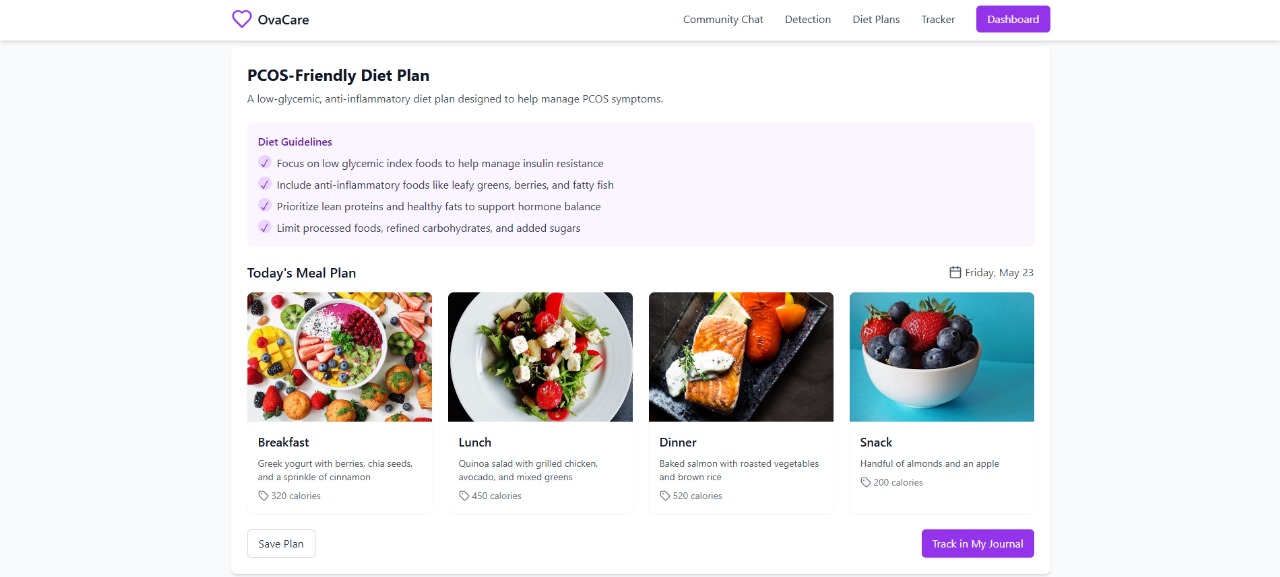 OvaCare
Community Chat
Detection
Diet Plans
Tracker
Dashboard
PCOS-Friendly Diet Plan
A low-glycemic, anti-inflammatory diet plan designed to help manage PCOS symptoms.
Diet Guidelines
✓ Focus on low glycemic index foods to help manage insulin resistance
✓ Include anti-inflammatory foods like leafy greens, berries, and fatty fish
✓ Prioritize lean proteins and healthy fats to support hormone balance
✓ Limit processed foods, refined carbohydrates, and added sugars
Today's Meal Plan
Friday, May 23
Breakfast
Greek yogurt with berries, chia seeds,
and a sprinkle of cinnamon
320 calories
Lunch
Quinoa salad with grilled chicken,
avocado, and mixed greens
450 calories
Dinner
Baked salmon with roasted vegetables
and brown rice
520 calories
Snack
Handful of almonds and an apple
200 calories
Save Plan
Track in My Journal